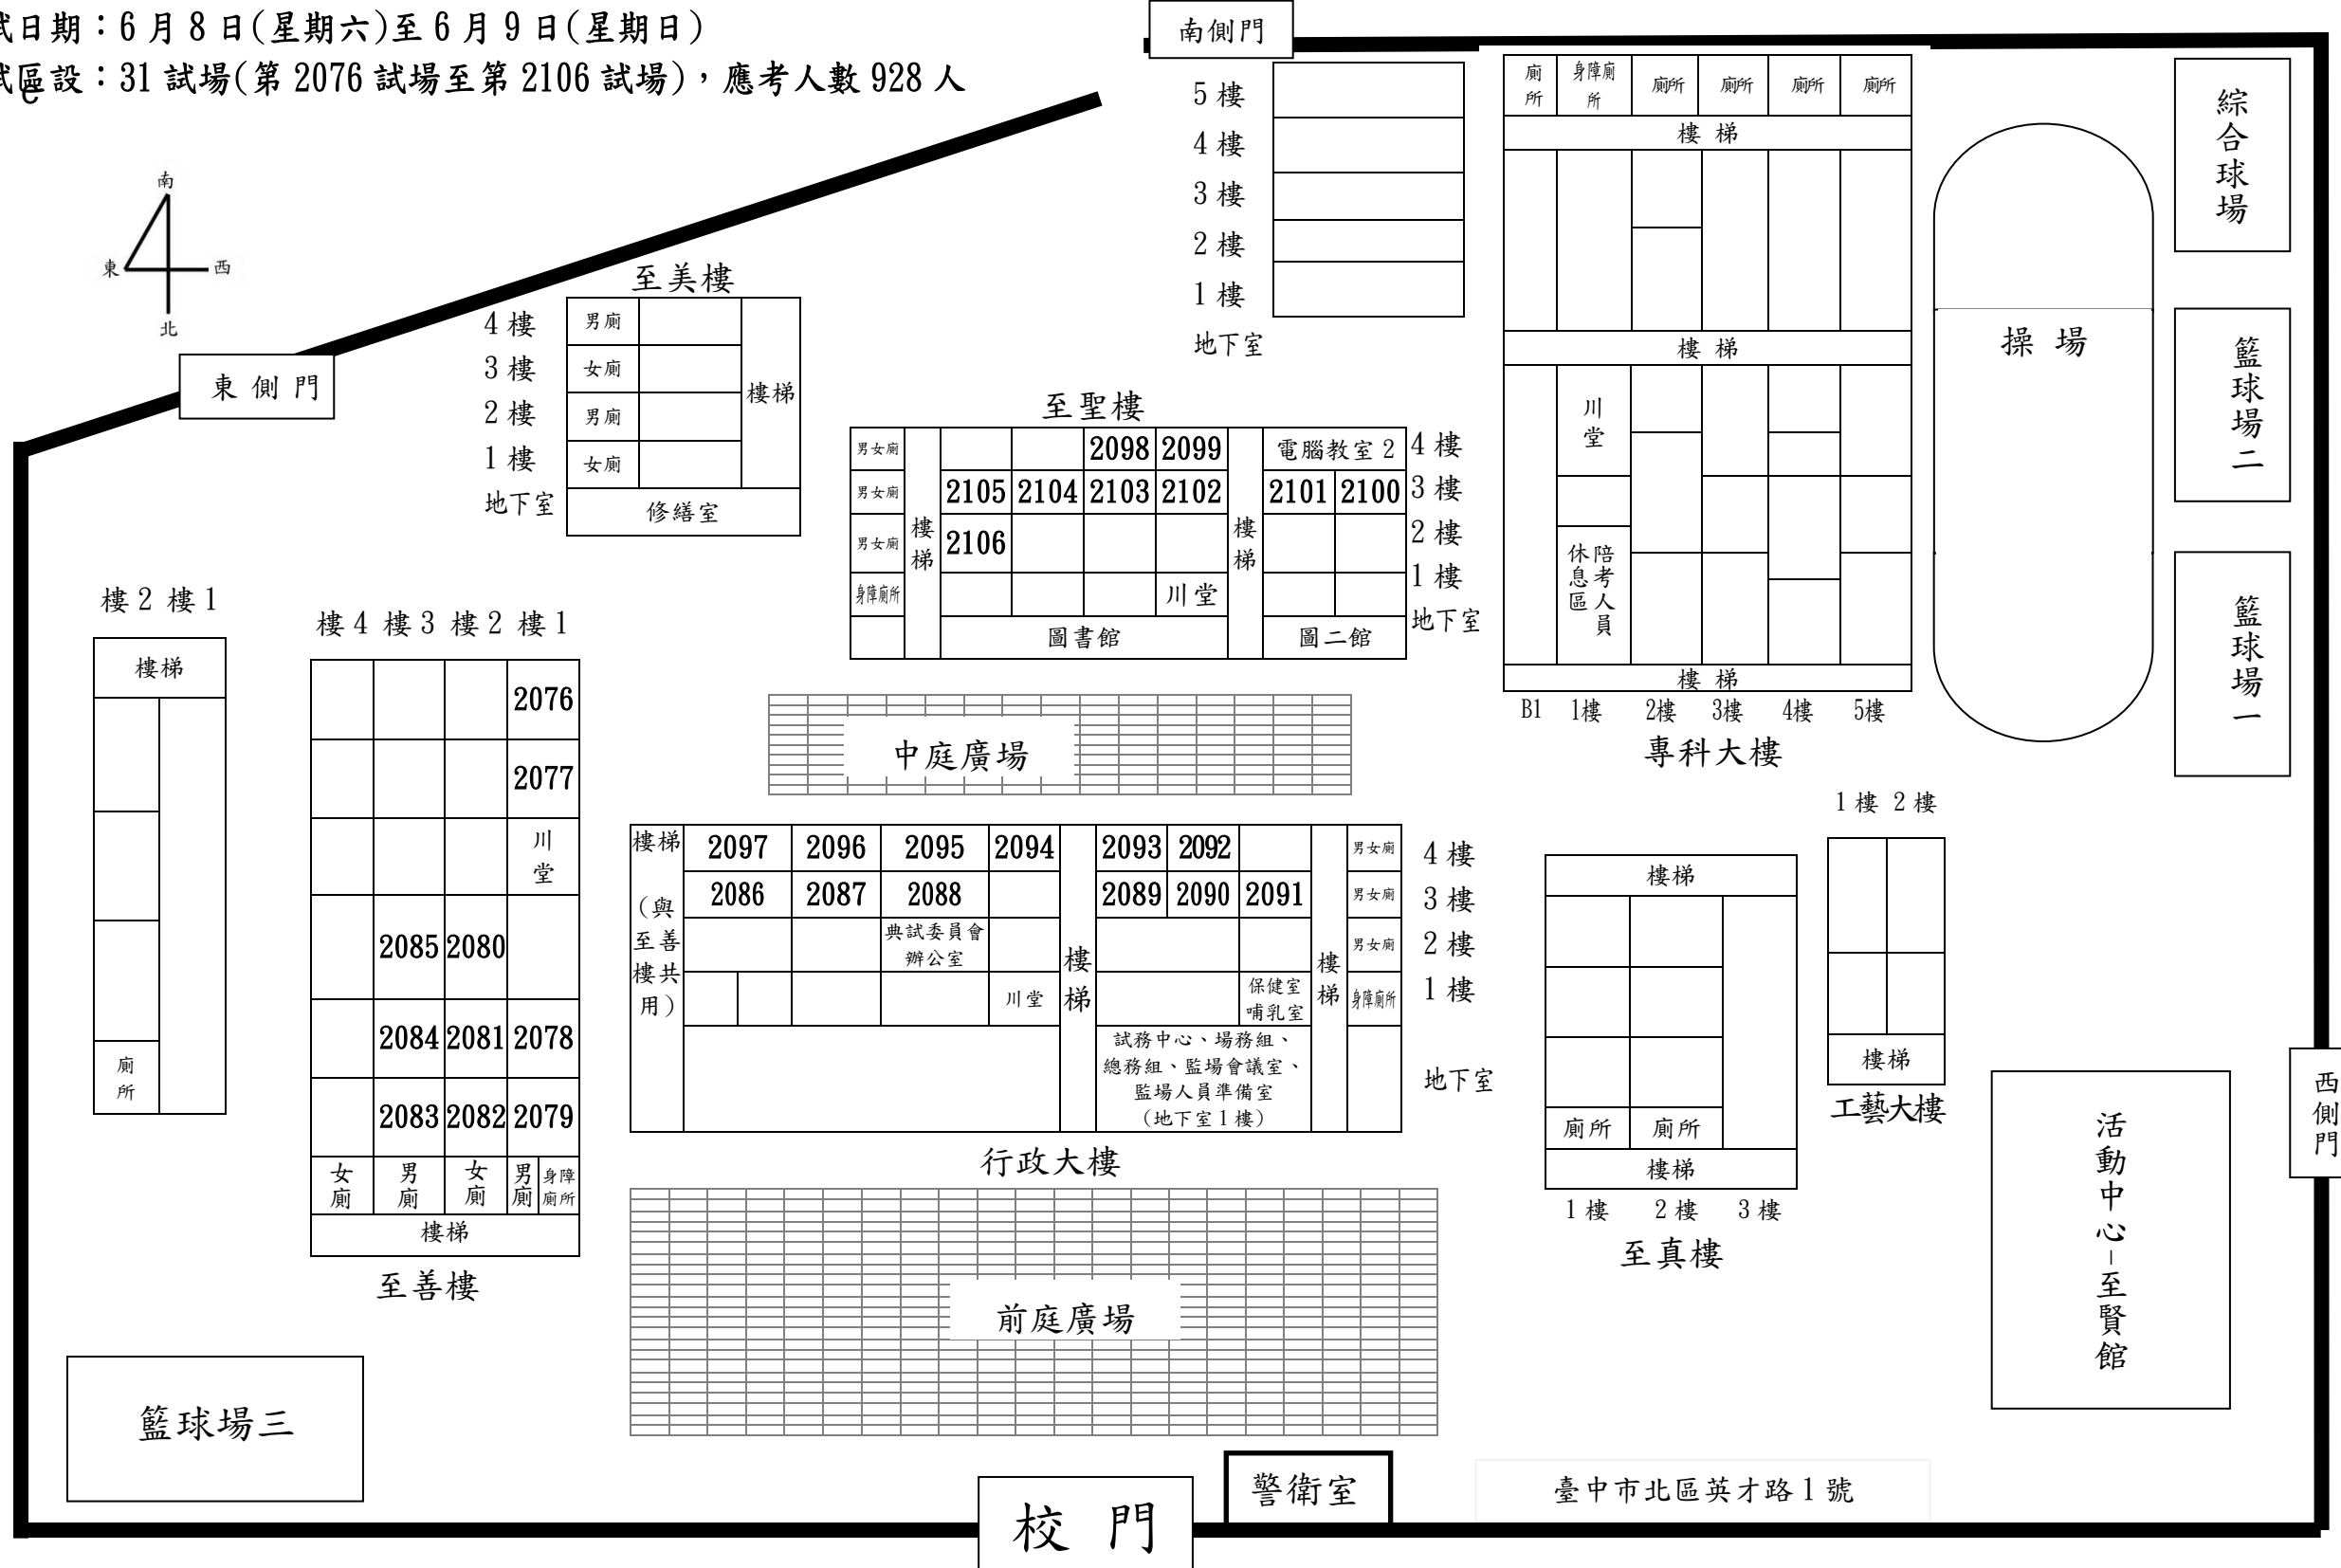 試日期：6 月 8 日(星期六)至 6 月 9 日(星期日)
試區設：31 試場(第 2076 試場至第 2106 試場)，應考人數 928 人
e
南側門
南
東 西
北
東側門
5 樓
4 樓
3 樓
2 樓
1 樓
地下室
廁所 身障廁所 廁所 廁所 廁所 廁所
樓 梯
樓 梯
川堂
陪考人員休息區
樓 梯
B1 1樓 2樓 3樓 4樓 5樓
專科大樓
操 場
綜合球場
籃球場二
籃球場一
至美樓
4 樓 男廁
3 樓 女廁
2 樓 男廁
1 樓 女廁
樓梯
地下室 修繕室
至聖樓
男女廁 2098 2099 電腦教室 2 4 樓
男女廁 2105 2104 2103 2102 2101 2100 3 樓
樓梯 樓梯
男女廁 2106 2 樓
身障廁所 川堂 1 樓
圖書館 圖二館 地下室
樓 2 樓 1
樓梯
廁所
樓 4 樓 3 樓 2 樓 1
2076
2077
川堂
2085 2080
2084 2081 2078
2083 2082 2079
女廁 男廁 女廁 男廁 身障廁所
樓梯
至善樓
中庭廣場
樓梯
(與至善樓共用)
2097 2096 2095 2094 2093 2092 男女廁 4 樓
2086 2087 2088 2089 2090 2091 男女廁 3 樓
典試委員會辦公室 男女廁 2 樓
樓梯 樓梯
川堂 保健室 哺乳室 身障廁所 1 樓
試務中心、場務組、
總務組、監場會議室、
監場人員準備室
(地下室 1 樓)
地下室
行政大樓
前庭廣場
樓梯
廁所 廁所
樓梯
1 樓 2 樓 3 樓
至真樓
1 樓 2 樓
樓梯
工藝大樓
活動中心-至賢館
西側門
籃球場三
校 門
警衛室
臺中市北區英才路 1 號